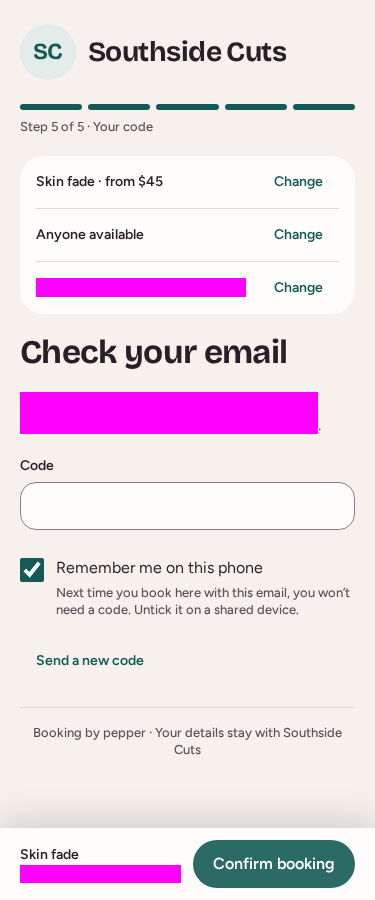 SC
Southside Cuts
Step 5 of 5 · Your code
Skin fade · from $45
Change
Anyone available
Change
Change
Check your email
.
Code
Remember me on this phone
Next time you book here with this email, you won’t
need a code. Untick it on a shared device.
Send a new code
Booking by pepper · Your details stay with Southside
Cuts
Skin fade
Confirm booking